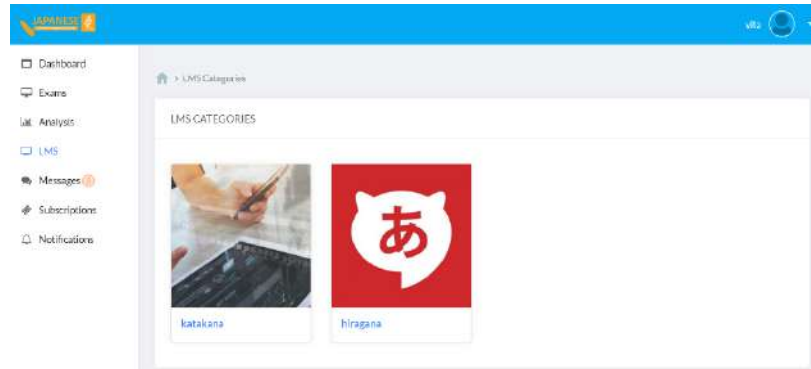 JAPANESE
vita
Dashboard
Exams
Analysis
LMS
Messages
Subscriptions
Notifications
> LMS Categories
LMS CATEGORIES
あ
katakana
hiragana